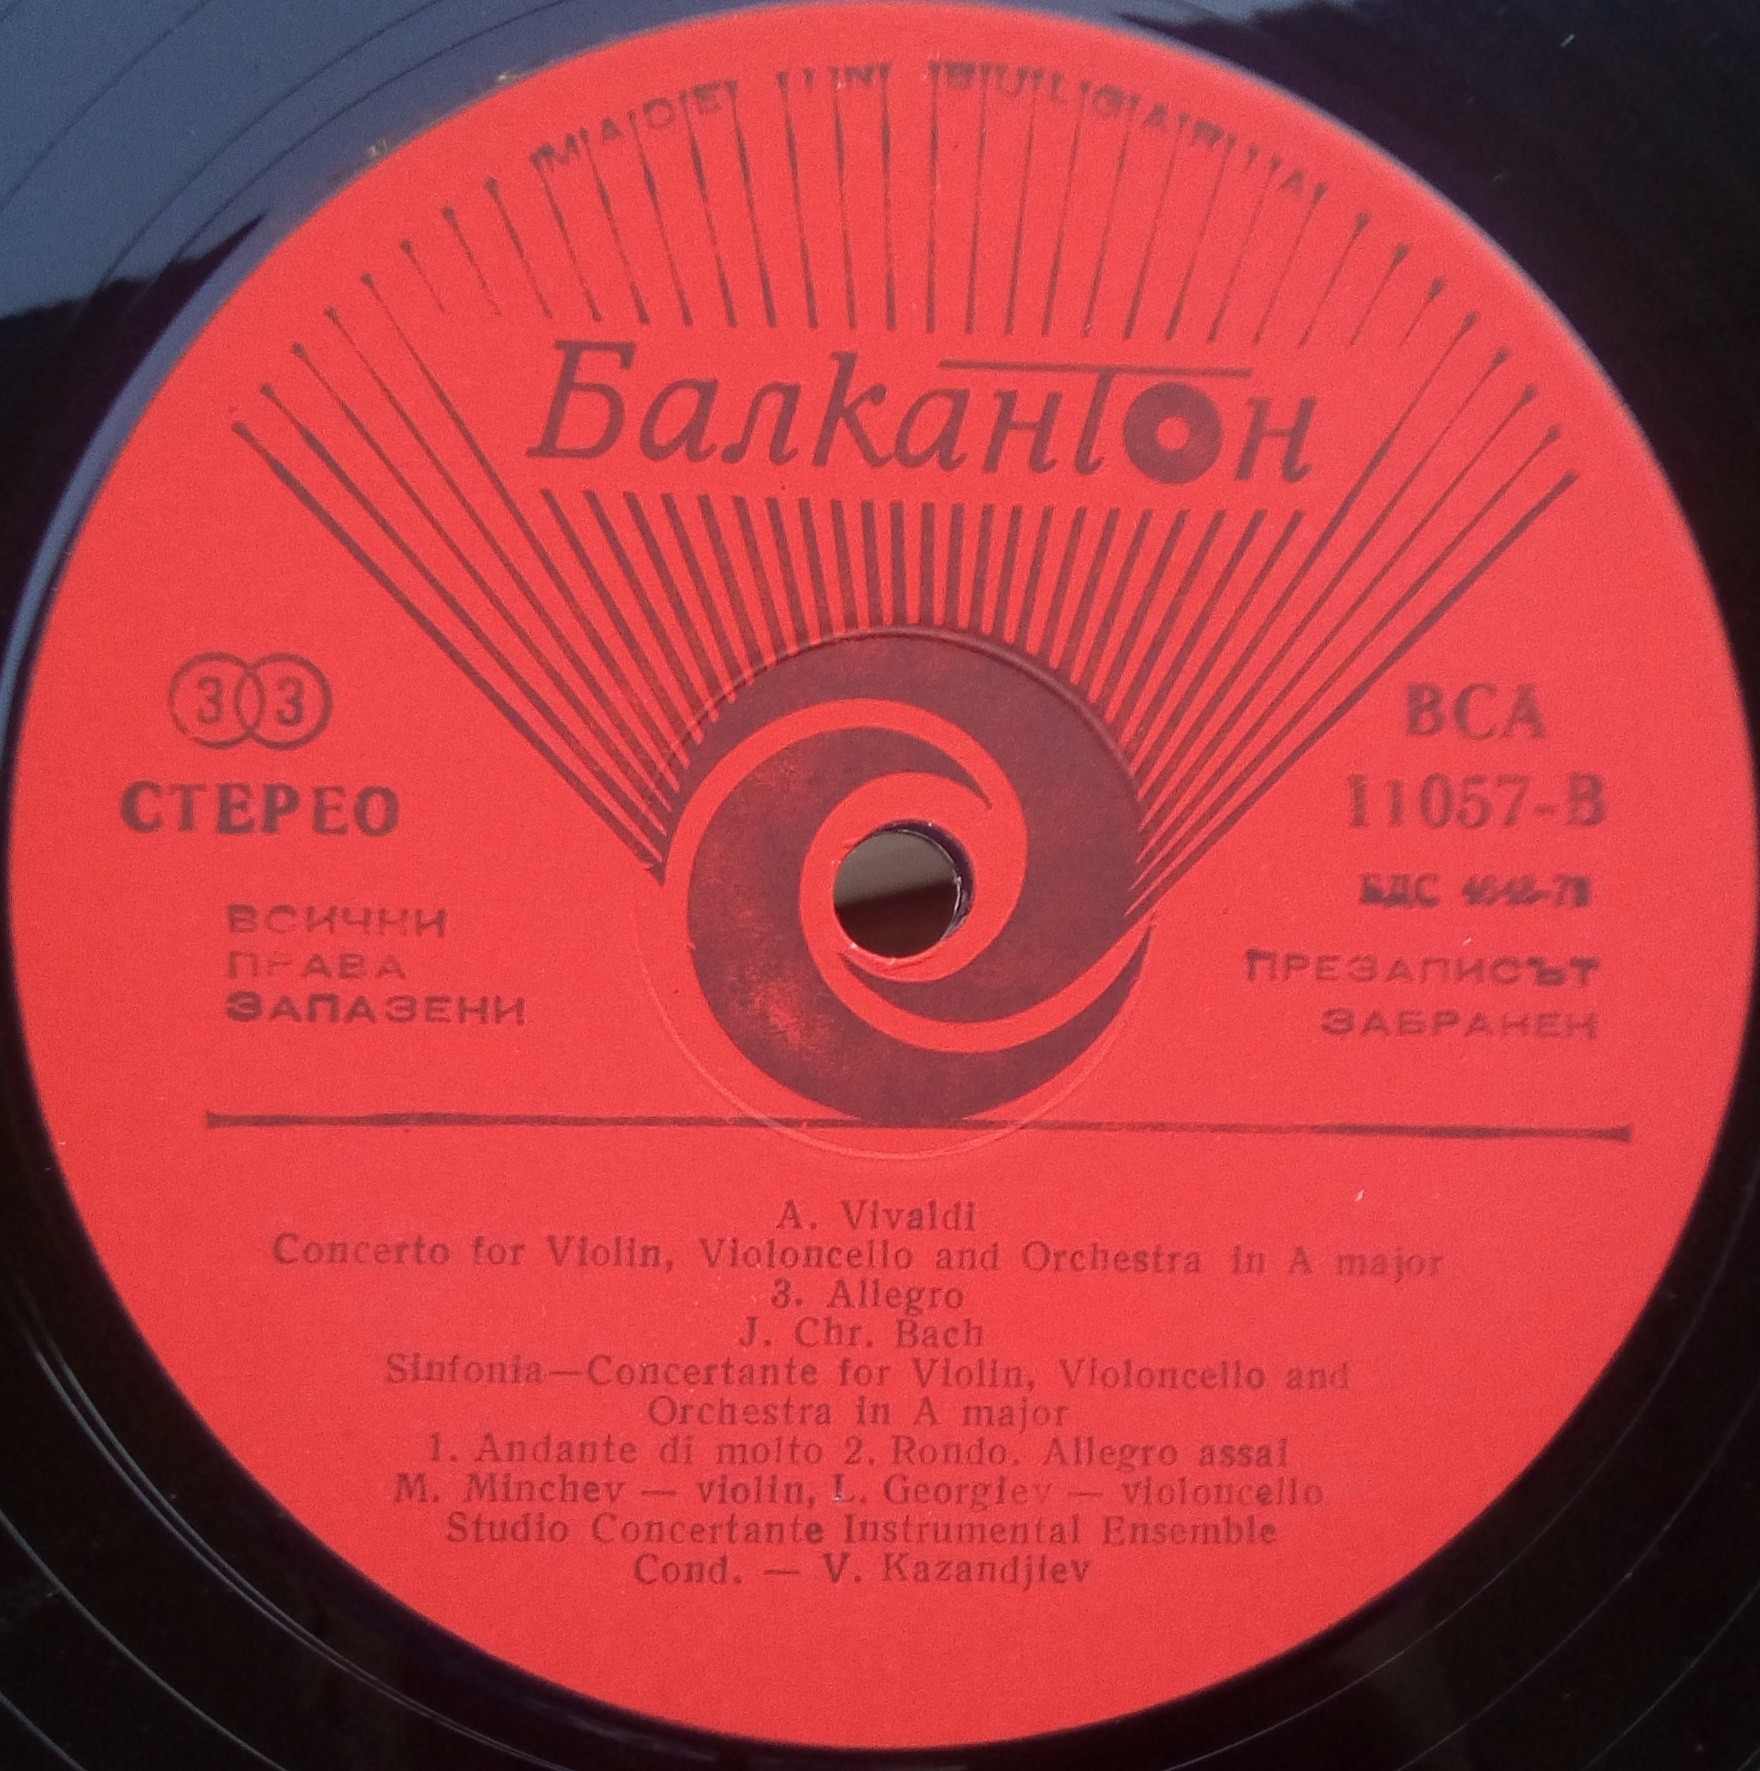 MADE IN BULGARIA
Балкантон
33
СТЕРЕО
ВСИЧКИ
ПРАВА
ЗАПАЗЕНИ
ВСА
11057-В
БДС
ПРЕЗАПИСЪТ
ЗАБРАНЕН
A. Vivaldi
Concerto for Violin, Violoncello and Orchestra in A major
3. Allegro
J. Chr. Bach
Sinfonia—Concertante for Violin, Violoncello and
Orchestra in A major
1. Andante di molto 2. Rondo. Allegro assai
M. Minchev — violin, L. Georgiev — violoncello
Studio Concertante Instrumental Ensemble
Cond. — V. Kazandjiev